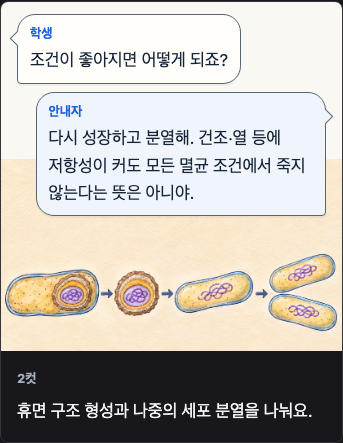 학생
조건이 좋아지면 어떻게 되죠?
안내자
다시 성장하고 분열해. 건조·열 등에
저항성이 커도 모든 멸균 조건에서 죽지
않는다는 뜻은 아니야.
2컷
휴면 구조 형성과 나중의 세포 분열을 나눠요.